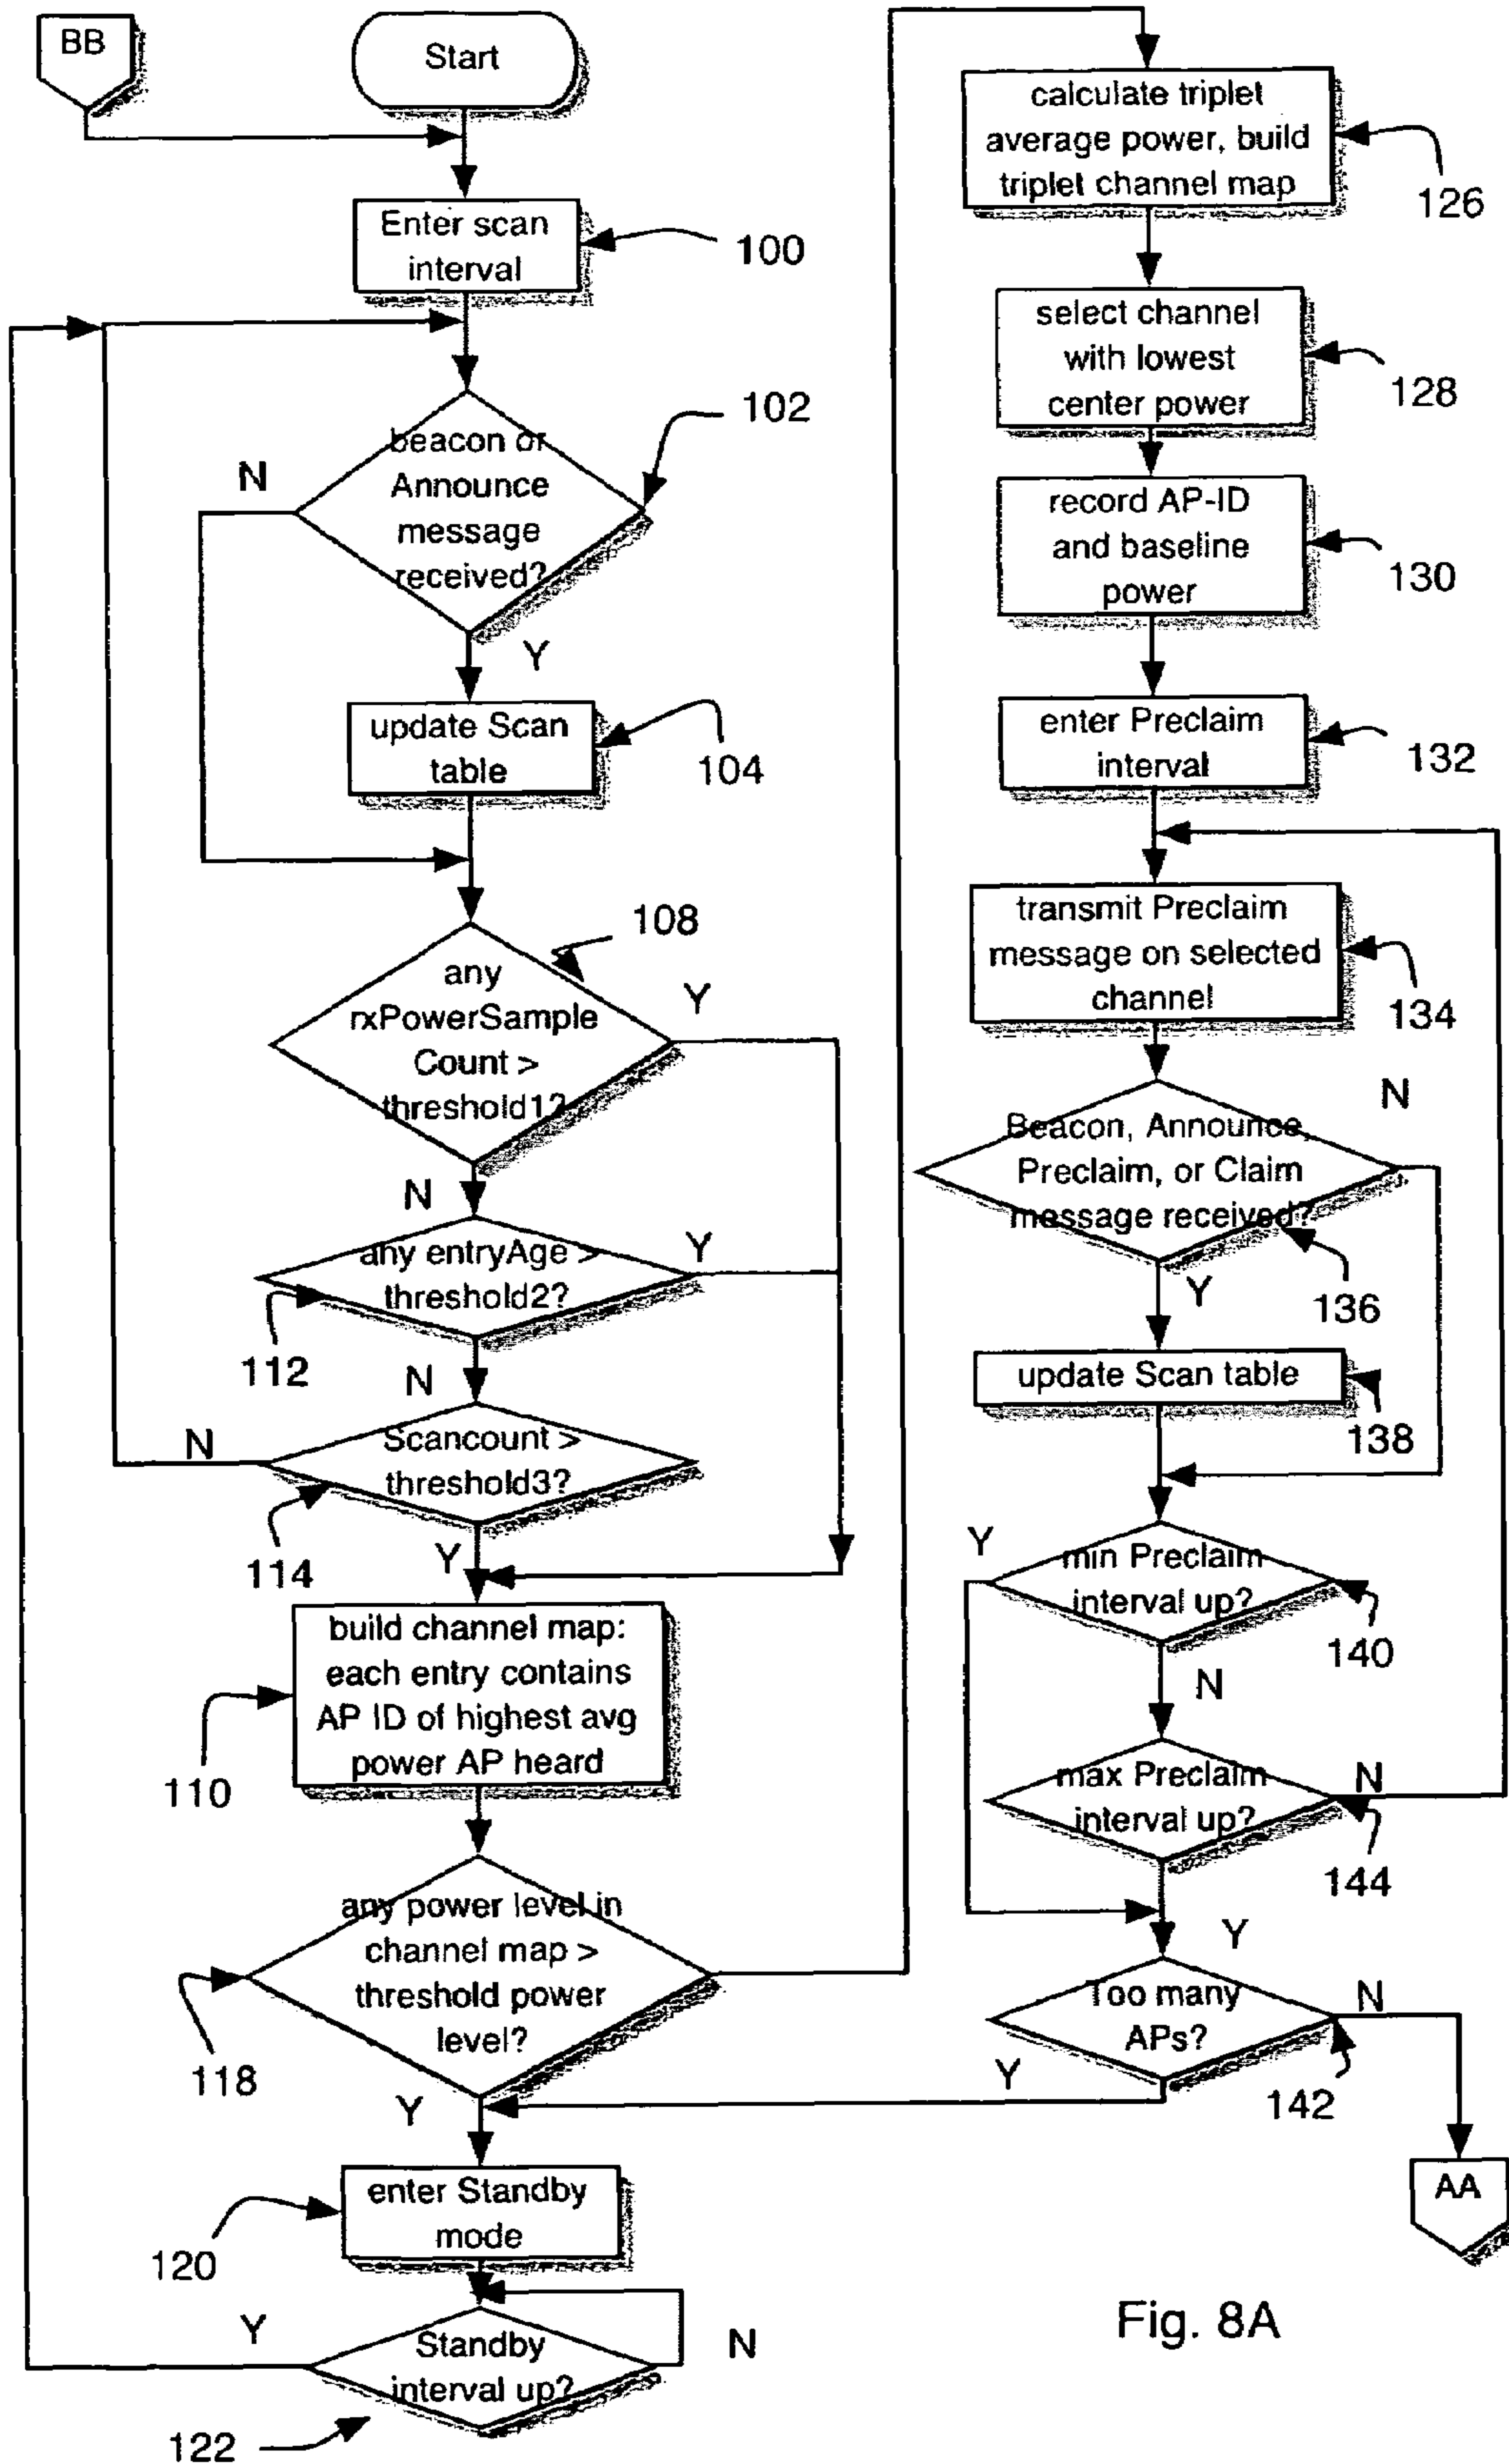 BB
Start
Enter scan
interval
100
beacon or
Announce
message
received?
102
N
Y
update Scan
table
104
any
rxPowerSample
Count >
threshold1?
108
Y
N
any entryAge >
threshold2?
Y
112
N
Scancount >
threshold3?
N
114
Y
build channel map:
each entry contains
AP ID of highest avg
power AP heard
110
any power level in
channel map >
threshold power
level?
118
Y
enter Standby
mode
120
Standby
interval up?
Y
N
122
calculate triplet
average power, build
triplet channel map
126
select channel
with lowest
center power
128
record AP-ID
and baseline
power
130
enter Preclaim
interval
132
transmit Preclaim
message on selected
channel
134
Beacon, Announce,
Preclaim, or Claim
message received?
N
136
Y
update Scan table
138
min Preclaim
interval up?
Y
140
N
max Preclaim
interval up?
N
144
Y
Too many
APs?
N
Y
142
AA
Fig. 8A